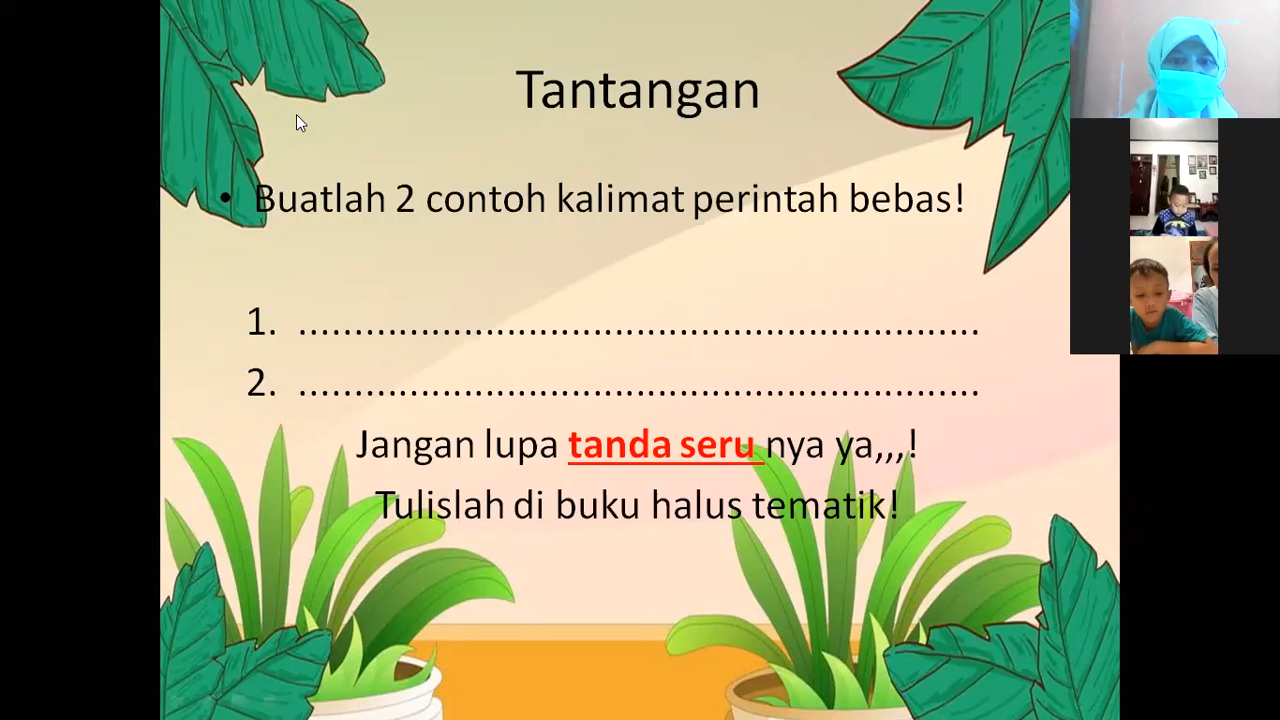 Tantangan
• Buatlah 2 contoh kalimat perintah bebas!
1. .............................................................
2. .............................................................
Jangan lupa tanda seru nya ya,,,!
Tulislah di buku halus tematik!